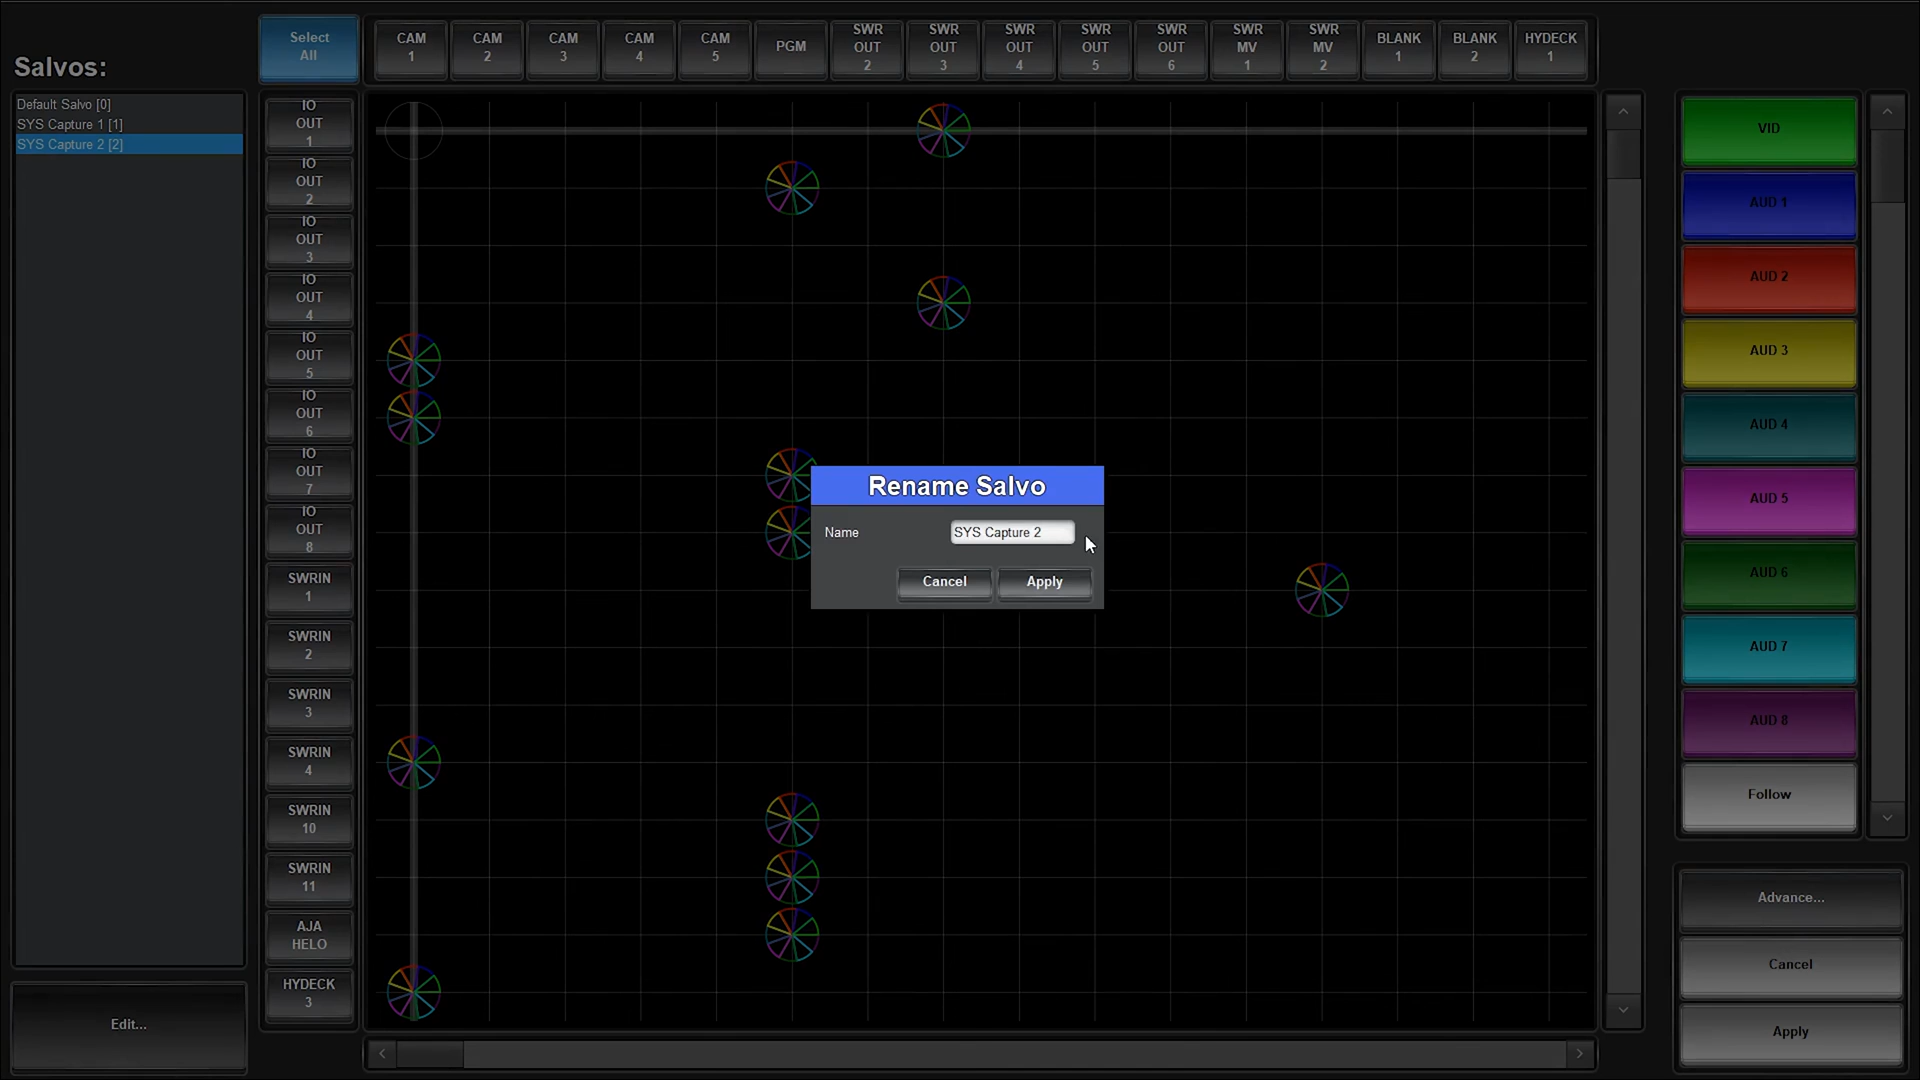 Salvos:
Default Salvo [0]
SYS Capture 1 [1]
SYS Capture 2 [2]
Edit...
Select
All
CAM
1
CAM
2
CAM
3
CAM
4
CAM
5
PGM
SWR
OUT
2
SWR
OUT
3
SWR
OUT
4
SWR
OUT
5
SWR
OUT
6
SWR
MV
1
SWR
MV
2
BLANK
1
BLANK
2
HYDECK
1
IO
OUT
1
IO
OUT
2
IO
OUT
3
IO
OUT
4
IO
OUT
5
IO
OUT
6
IO
OUT
7
IO
OUT
8
SWRIN
1
SWRIN
2
SWRIN
3
SWRIN
4
SWRIN
10
SWRIN
11
AJA
HELO
HYDECK
3
Rename Salvo
Name SYS Capture 2
Cancel Apply
VID
AUD 1
AUD 2
AUD 3
AUD 4
AUD 5
AUD 6
AUD 7
AUD 8
Follow
Advance...
Cancel
Apply